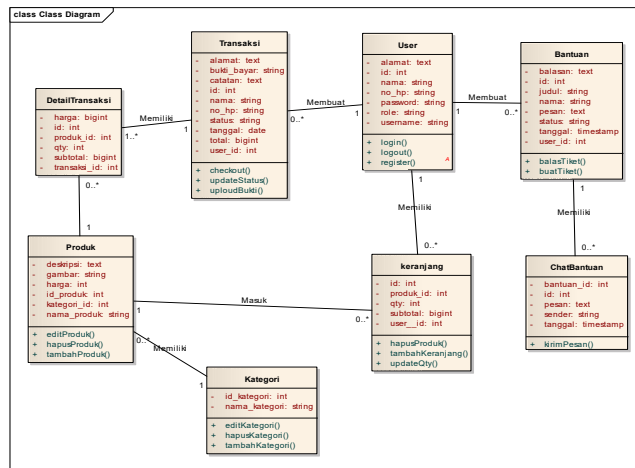 class Class Diagram
Transaksi
- alamat: text
- bukti_bayar: string
- catatan: text
- id: int
- nama: string
- no_hp: string
- status: string
- tanggal: date
- total: bigint
- user_id: int
+ checkout()
+ updateStatus()
+ uploudBukti()
User
- alamat: text
- id: int
- nama: string
- no_hp: string
- password: string
- role: string
- username: string
+ login()
+ logout()
+ register()
Bantuan
- balasan: text
- id: int
- judul: string
- nama: string
- pesan: text
- status: string
- tanggal: timestamp
- user_id: int
+ balasTiket()
+ buatTiket()
DetailTransaksi
- harga: bigint
- id: int
- produk_id: int
- qty: int
- subtotal: bigint
- transaksi_id: int
Memiliki
1..*
1
Membuat
0..*
1
Membuat
1
0..*
0..*
1
1
Memiliki
0..*
1
Memiliki
0..*
Produk
- deskripsi: text
- gambar: string
- harga: int
- id_produk: int
- kategori_id: int
- nama_produk: string
+ editProduk()
+ hapusProduk()
+ tambahProduk()
Masuk
1
0..*
keranjang
- id: int
- produk_id: int
- qty: int
- subtotal: bigint
- user__id: int
+ hapusProduk()
+ tambahKeranjang()
+ updateQty()
ChatBantuan
- bantuan_id: int
- id: int
- pesan: text
- sender: string
- tanggal: timestamp
+ kirimPesan()
0..*
Memiliki
1
Kategori
- id_kategori: int
- nama_kategori: string
+ editKategori()
+ hapusKategori()
+ tambahKategori()